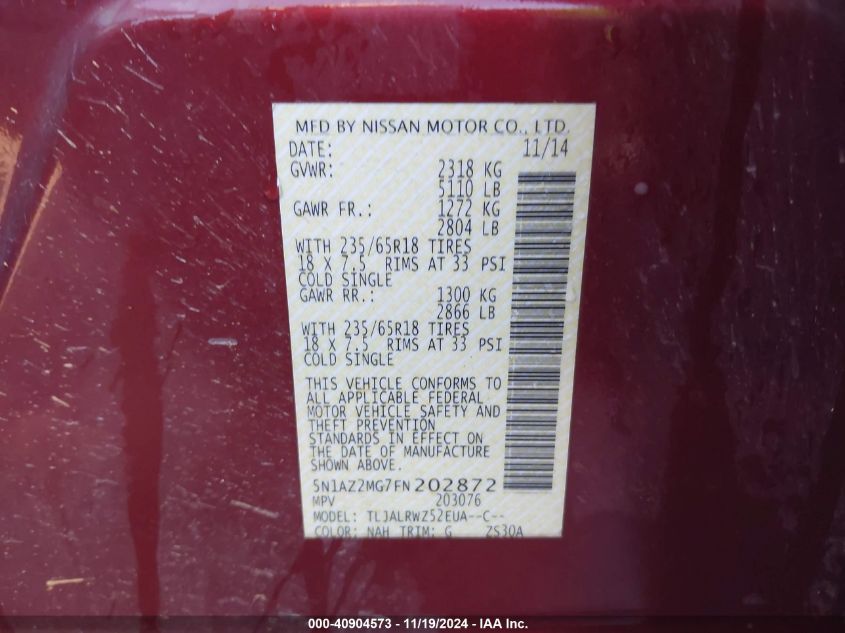 MFD BY NISSAN MOTOR CO., LTD.
DATE: 11/14
GVWR: 2318 KG
5110 LB
GAWR FR.: 1272 KG
2804 LB
WITH 235/65R18 TIRES
18 X 7.5 RIMS AT 33 PSI
COLD SINGLE
GAWR RR.: 1300 KG
2866 LB
WITH 235/65R18 TIRES
18 X 7.5 RIMS AT 33 PSI
COLD SINGLE
THIS VEHICLE CONFORMS TO
ALL APPLICABLE FEDERAL
MOTOR VEHICLE SAFETY AND
THEFT PREVENTION
STANDARDS IN EFFECT ON
THE DATE OF MANUFACTURE
SHOWN ABOVE.
5N1AZ2MG7FN202872
MPV 203076
MODEL: TLJALRWZ52EUA--C--
COLOR: NAH TRIM: G ZS30A
000-40904573 - 11/19/2024 - IAA Inc.